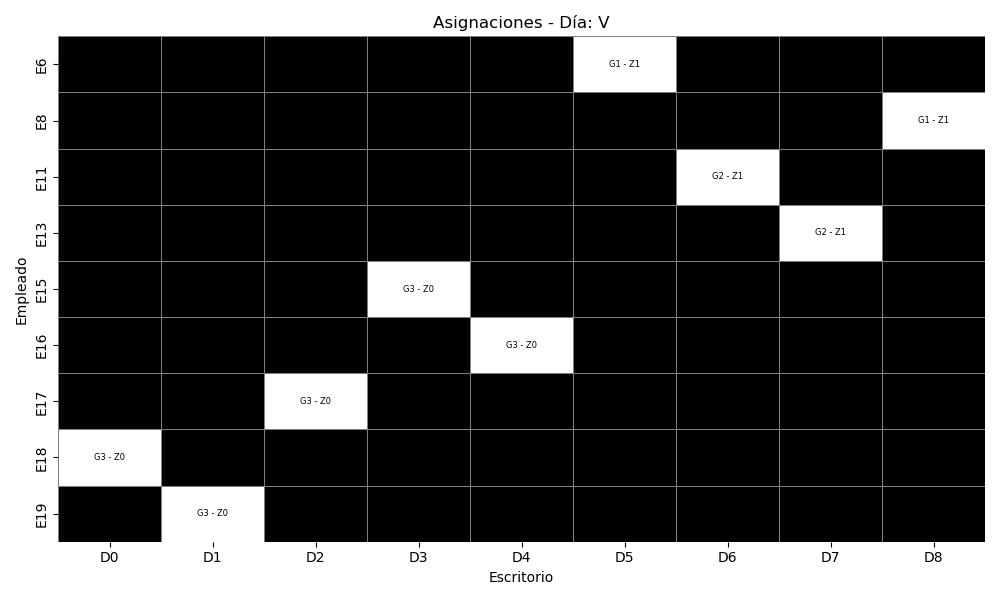 Asignaciones - Día: V
Empleado
E6
G1 - Z1
E8
G1 - Z1
E11
G2 - Z1
E13
G2 - Z1
E15
G3 - Z0
E16
G3 - Z0
E17
G3 - Z0
E18
G3 - Z0
E19
G3 - Z0
D0 D1 D2 D3 D4 D5 D6 D7 D8
Escritorio